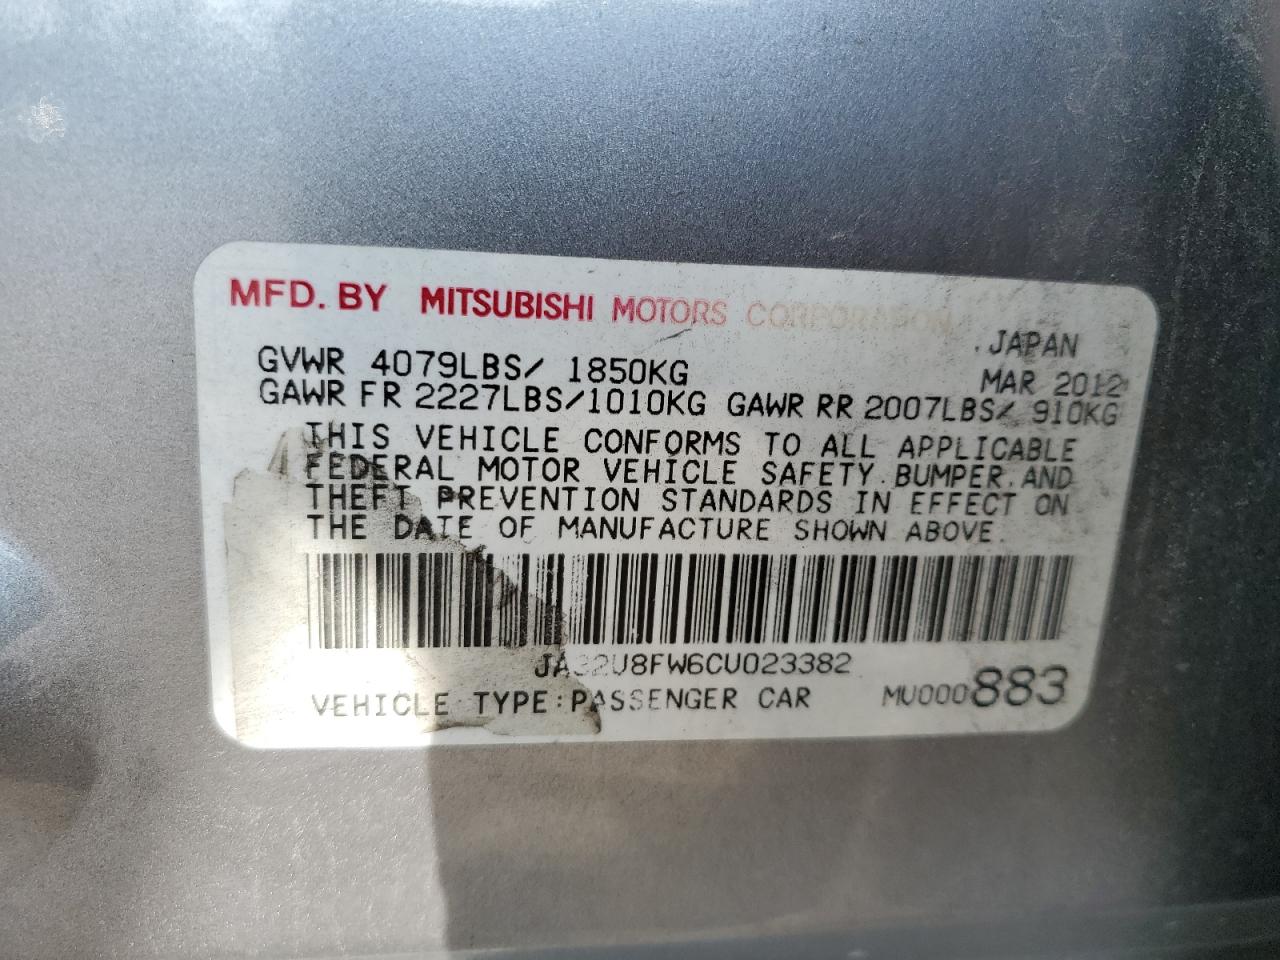 MFD. BY MITSUBISHI MOTORS CORPORATION
JAPAN
GVWR 4079LBS/ 1850KG
MAR 2012
GAWR FR 2227LBS/1010KG GAWR RR 2007LBS/ 910KG
THIS VEHICLE CONFORMS TO ALL APPLICABLE
FEDERAL MOTOR VEHICLE SAFETY, BUMPER, AND
THEFT PREVENTION STANDARDS IN EFFECT ON
THE DATE OF MANUFACTURE SHOWN ABOVE.
JA32U8FW6CU023382
VEHICLE TYPE:PASSENGER CAR MU000883